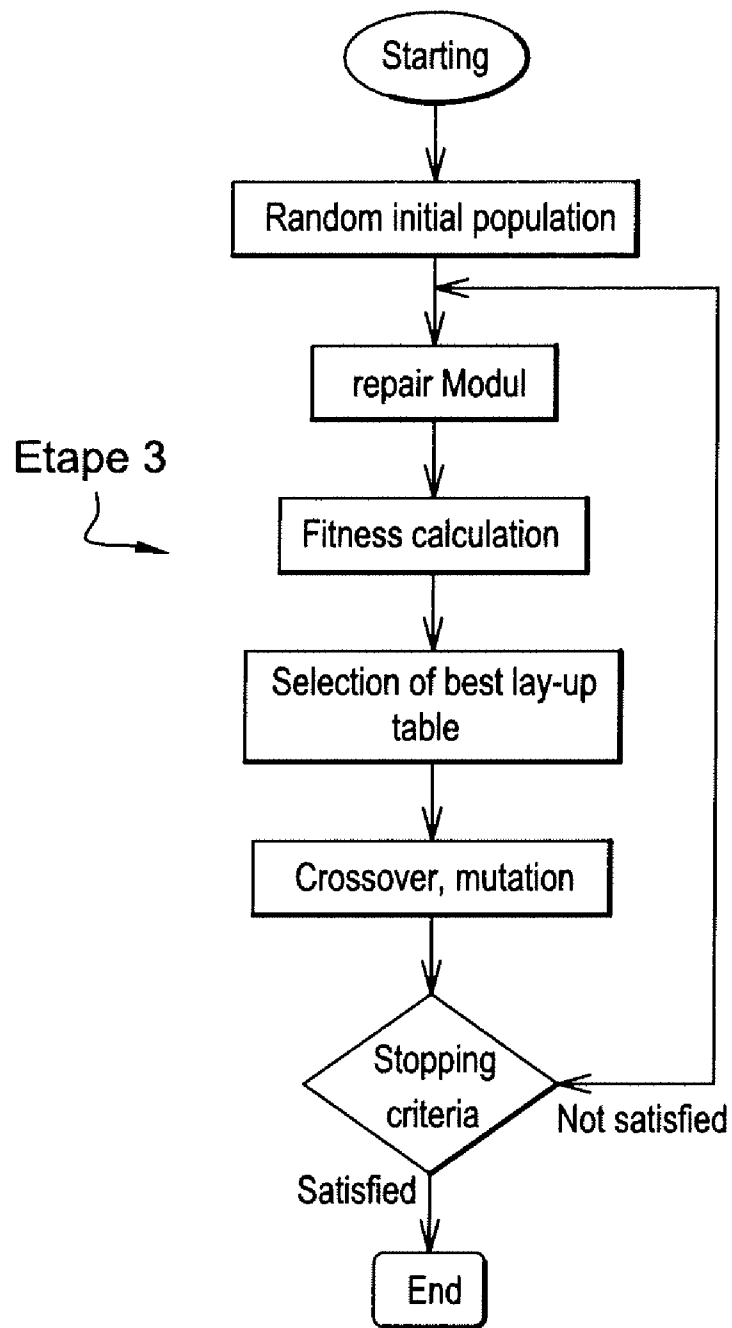 Starting
Random initial population
repair Modul
Etape 3
Fitness calculation
Selection of best lay-up
table
Crossover, mutation
Stopping
criteria
Not satisfied
Satisfied
End